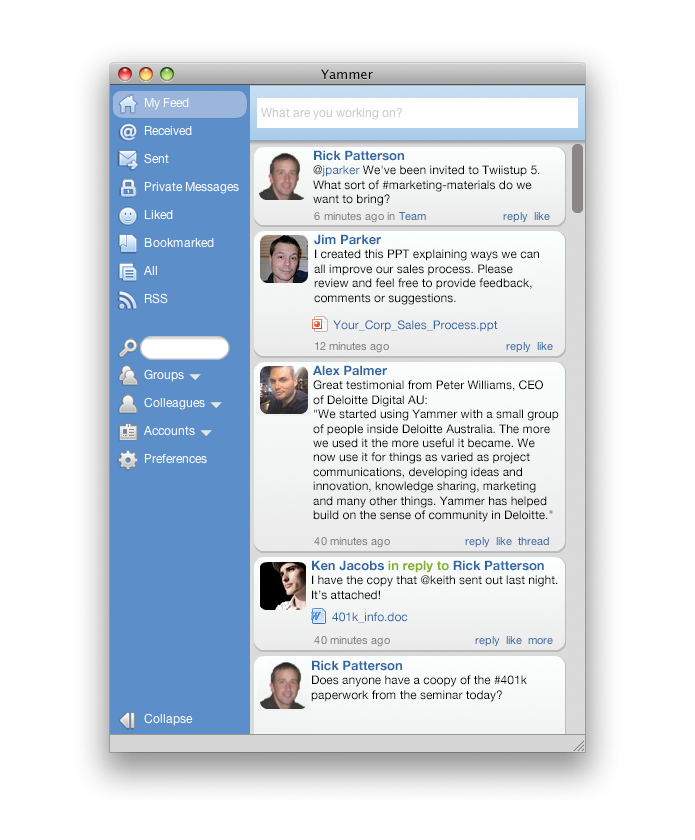 Yammer
My Feed
Received
Sent
Private Messages
Liked
Bookmarked
All
RSS
Groups
Colleagues
Accounts
Preferences
Collapse
What are you working on?
Rick Patterson
@jparker We've been invited to Twiistup 5.
What sort of #marketing-materials do we
want to bring?
6 minutes ago in Team reply like
Jim Parker
I created this PPT explaining ways we can
all improve our sales process. Please
review and feel free to provide feedback,
comments or suggestions.
Your_Corp_Sales_Process.ppt
12 minutes ago reply like
Alex Palmer
Great testimonial from Peter Williams, CEO
of Deloitte Digital AU:
"We started using Yammer with a small group
of people inside Deloitte Australia. The more
we used it the more useful it became. We
now use it for things as varied as project
communications, developing ideas and
innovation, knowledge sharing, marketing
and many other things. Yammer has helped
build on the sense of community in Deloitte."
40 minutes ago reply like thread
Ken Jacobs in reply to Rick Patterson
I have the copy that @keith sent out last night.
It's attached!
401k_info.doc
40 minutes ago reply like more
Rick Patterson
Does anyone have a coopy of the #401k
paperwork from the seminar today?